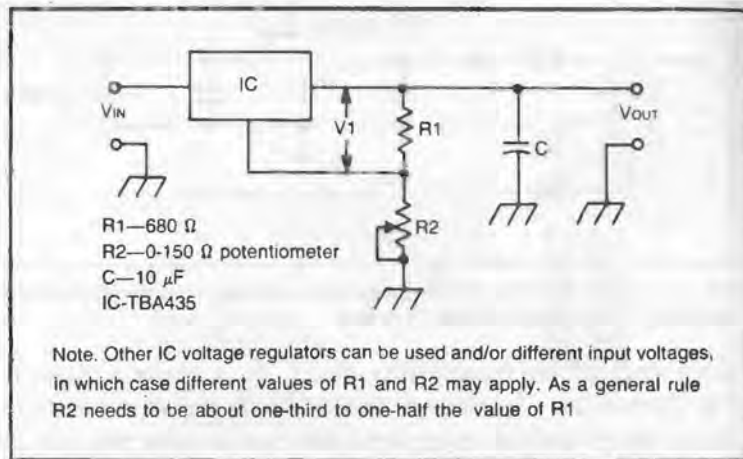 IC
VIN
V1
R1
C
VOUT
R2
R1—680 Ω
R2—0-150 Ω potentiometer
C—10 μF
IC-TBA435
Note. Other IC voltage regulators can be used and/or different input voltages,
in which case different values of R1 and R2 may apply. As a general rule
R2 needs to be about one-third to one-half the value of R1